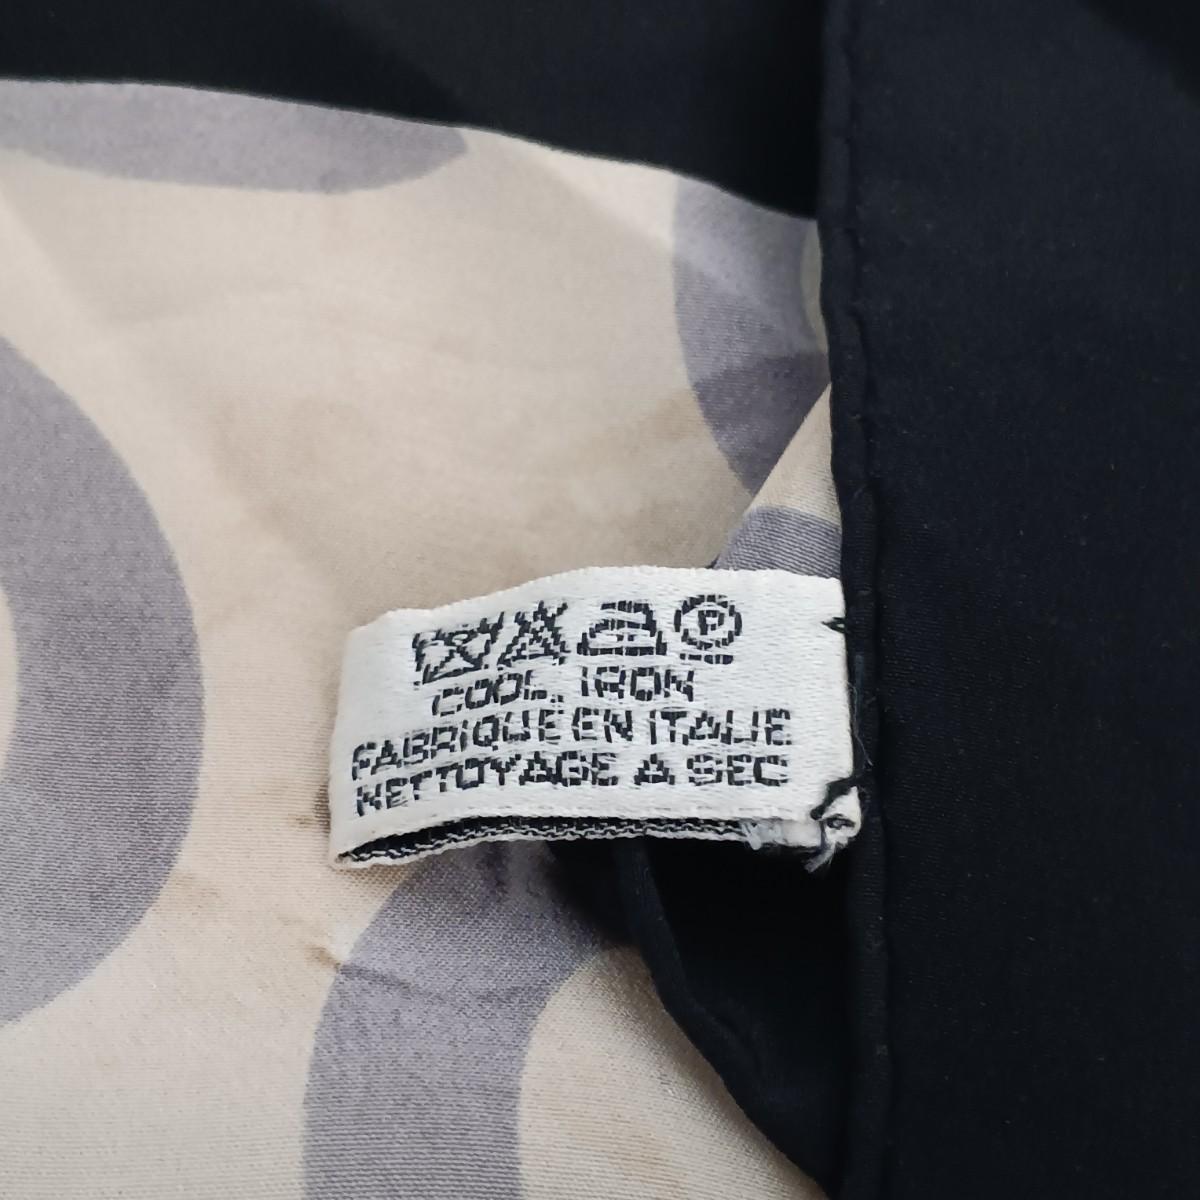 P
COOL IRON
FABRIQUE EN ITALIE
NETTOYAGE A SEC